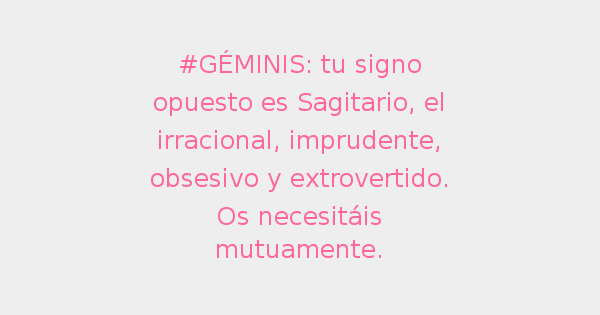 #GÉMINIS: tu signo
opuesto es Sagitario, el
irracional, imprudente,
obsesivo y extrovertido.
Os necesitáis
mutuamente.